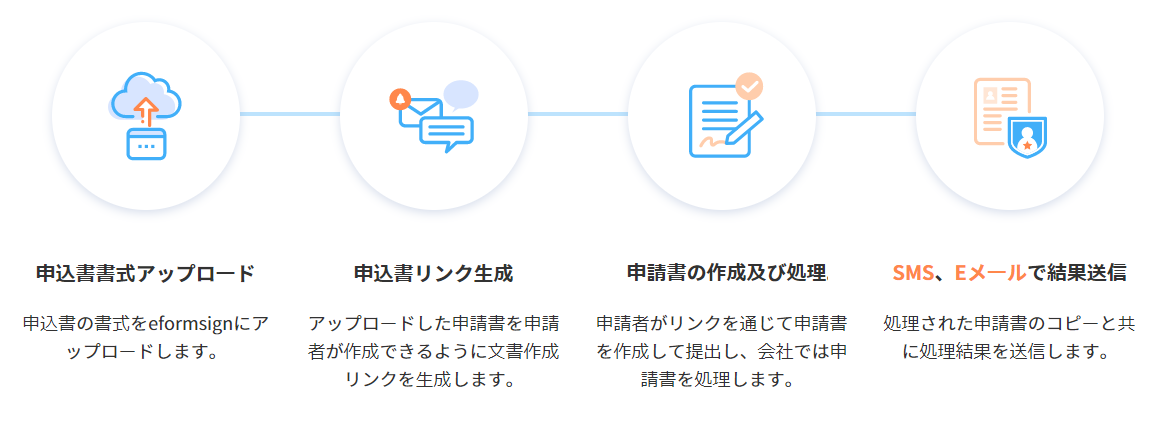 申込書書式アップロード
申込書の書式をeformsignにア
ップロードします。
申込書リンク生成
アップロードした申請書を申請
者が作成できるように文書作成
リンクを生成します。
申請書の作成及び処理
申請者がリンクを通じて申請書
を作成して提出し、会社では申
請書を処理します。
SMS、Eメールで結果送信
処理された申請書のコピーと共
に処理結果を送信します。